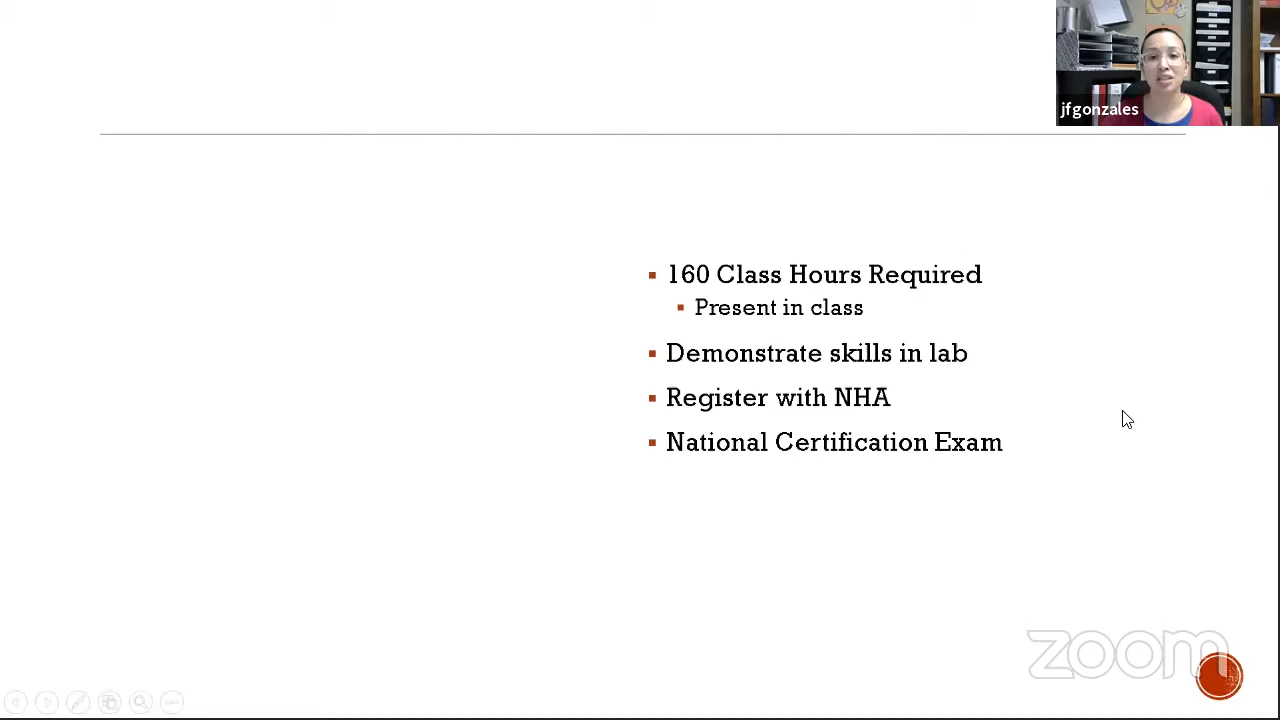 jfgonzales
160 Class Hours Required
Present in class
Demonstrate skills in lab
Register with NHA
National Certification Exam
zoom